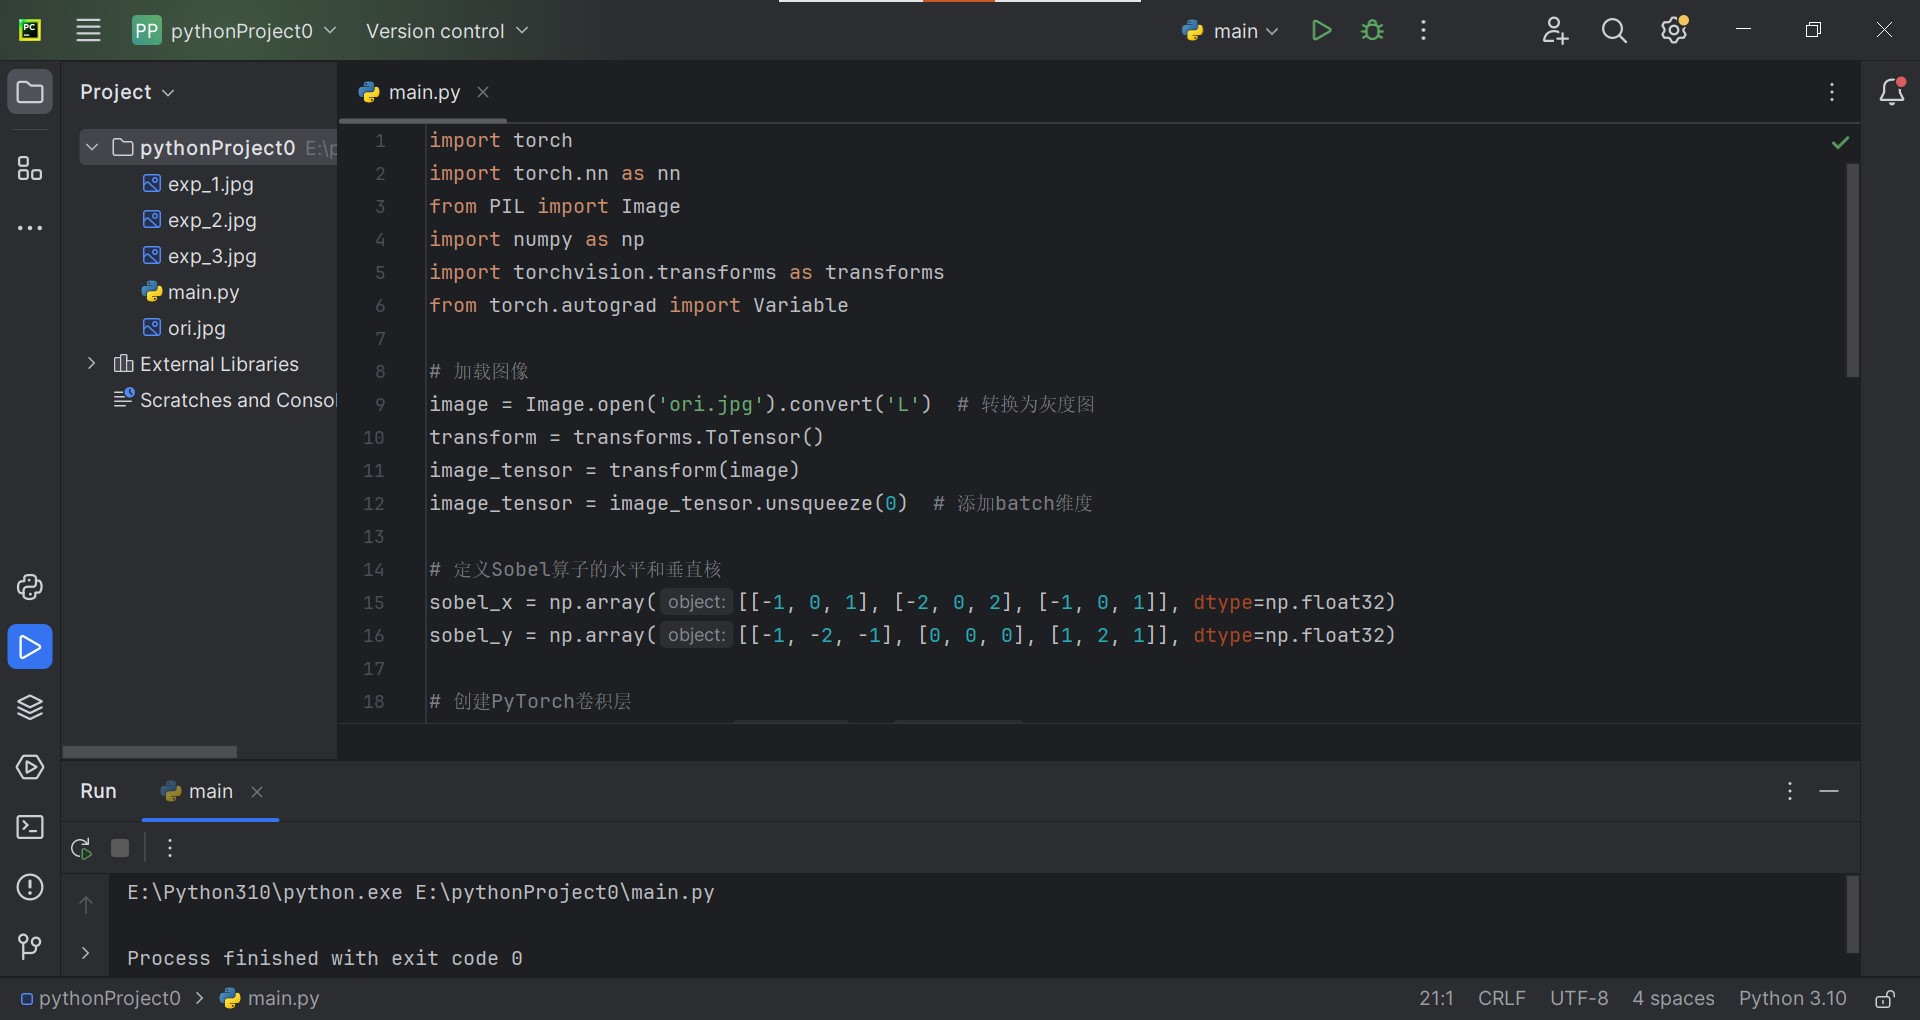 PC
PP pythonProject0 Version control main
Project
main.py
pythonProject0 E:\p
exp_1.jpg
exp_2.jpg
exp_3.jpg
main.py
ori.jpg
External Libraries
Scratches and Consol
1 import torch
2 import torch.nn as nn
3 from PIL import Image
4 import numpy as np
5 import torchvision.transforms as transforms
6 from torch.autograd import Variable
7
8 # 加载图像
9 image = Image.open('ori.jpg').convert('L')  # 转换为灰度图
10 transform = transforms.ToTensor()
11 image_tensor = transform(image)
12 image_tensor = image_tensor.unsqueeze(0)  # 添加batch维度
13
14 # 定义Sobel算子的水平和垂直核
15 sobel_x = np.array( object: [[-1, 0, 1], [-2, 0, 2], [-1, 0, 1]], dtype=np.float32)
16 sobel_y = np.array( object: [[-1, -2, -1], [0, 0, 0], [1, 2, 1]], dtype=np.float32)
17
18 # 创建PyTorch卷积层
Run main
E:\Python310\python.exe E:\pythonProject0\main.py
Process finished with exit code 0
pythonProject0 > main.py 21:1 CRLF UTF-8 4 spaces Python 3.10